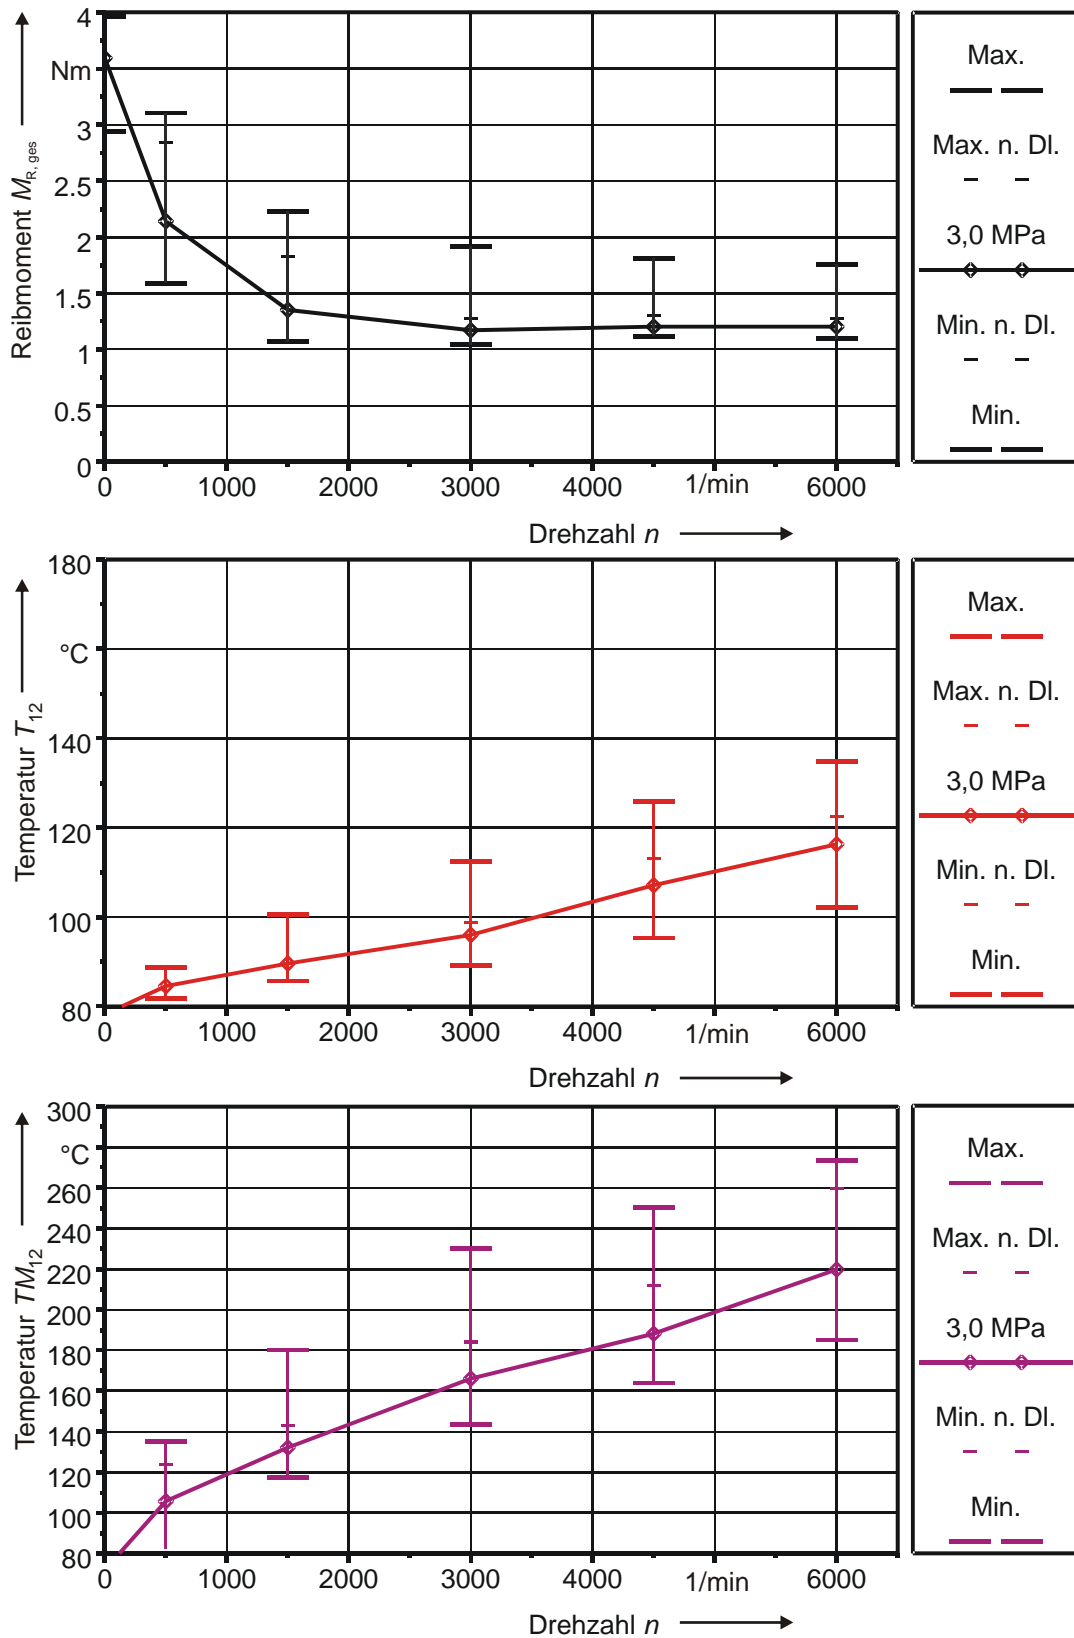 4
Nm
3
2.5
2
1.5
1
0.5
0
Reibmoment M_R, ges
0 1000 2000 3000 4000 1/min 6000
Drehzahl n
Max.
Max. n. Dl.
3,0 MPa
Min. n. Dl.
Min.
180
°C
140
120
100
80
Temperatur T_12
0 1000 2000 3000 4000 1/min 6000
Drehzahl n
Max.
Max. n. Dl.
3,0 MPa
Min. n. Dl.
Min.
300
°C
260
240
220
200
180
160
140
120
100
80
Temperatur TM_12
0 1000 2000 3000 4000 1/min 6000
Drehzahl n
Max.
Max. n. Dl.
3,0 MPa
Min. n. Dl.
Min.